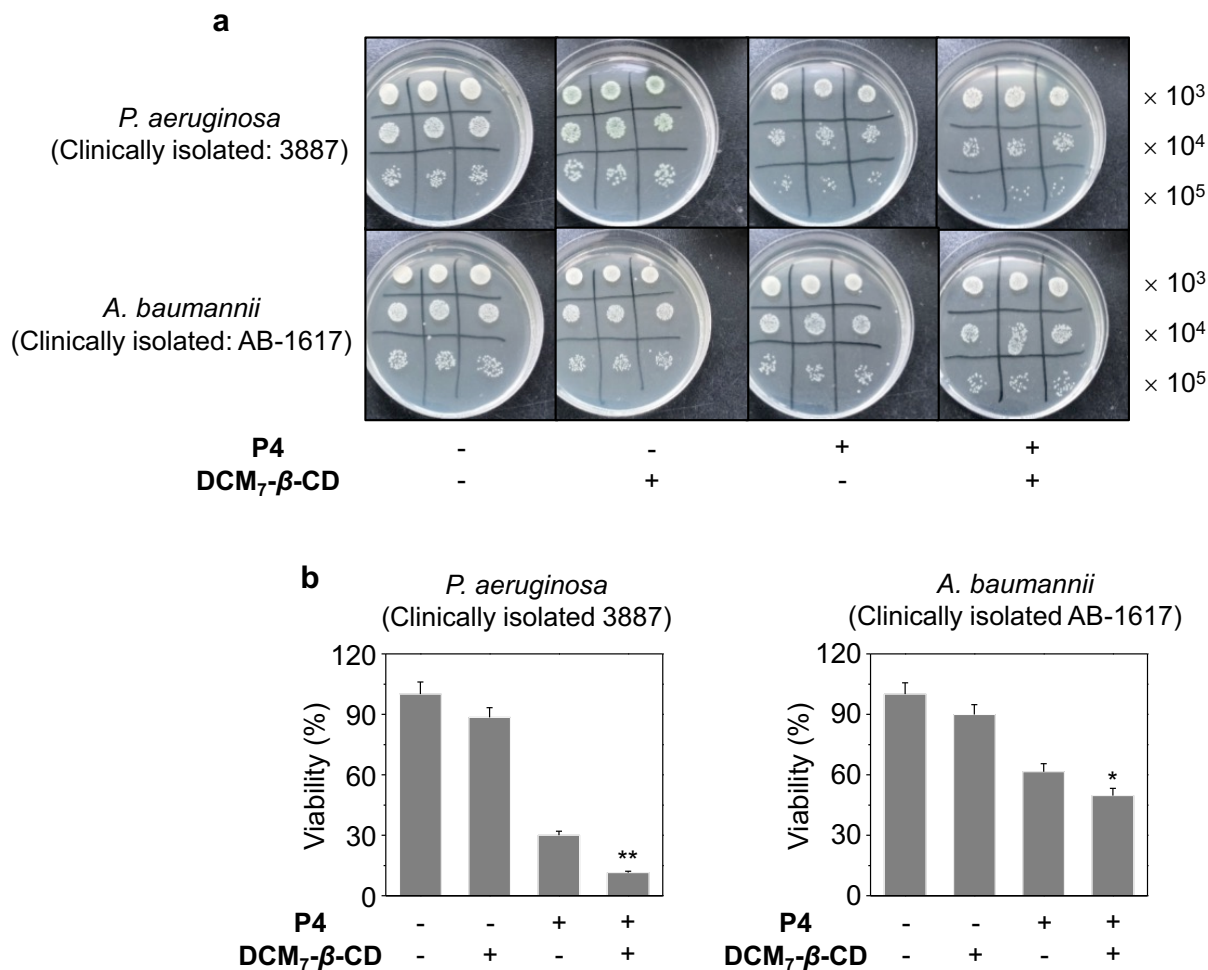 a
P. aeruginosa
(Clinically isolated: 3887)
× 10³
× 10⁴
× 10⁵
A. baumannii
(Clinically isolated: AB-1617)
× 10³
× 10⁴
× 10⁵
P4 - - + +
DCM₇-β-CD - + - +
b
P. aeruginosa
(Clinically isolated 3887)
Viability (%)
120
90
60
30
0
**
P4 - - + +
DCM₇-β-CD - + - +
A. baumannii
(Clinically isolated AB-1617)
Viability (%)
120
90
60
30
0
*
P4 - - + +
DCM₇-β-CD - + - +